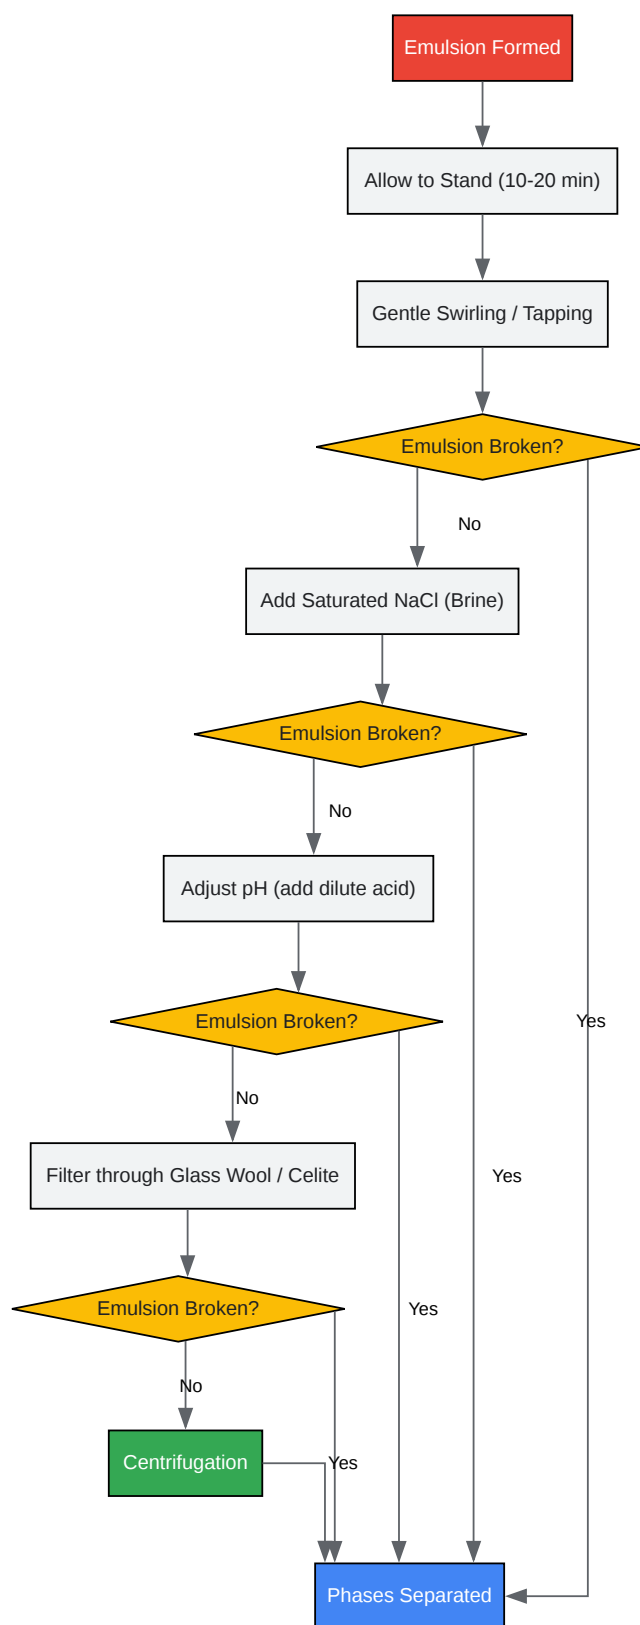 Emulsion Formed
Allow to Stand (10-20 min)
Gentle Swirling / Tapping
Emulsion Broken?
No
Add Saturated NaCl (Brine)
Emulsion Broken?
No
Adjust pH (add dilute acid)
Emulsion Broken?
Yes
No
Filter through Glass Wool / Celite
Yes
Emulsion Broken?
Yes
No
Centrifugation
Yes
Phases Separated